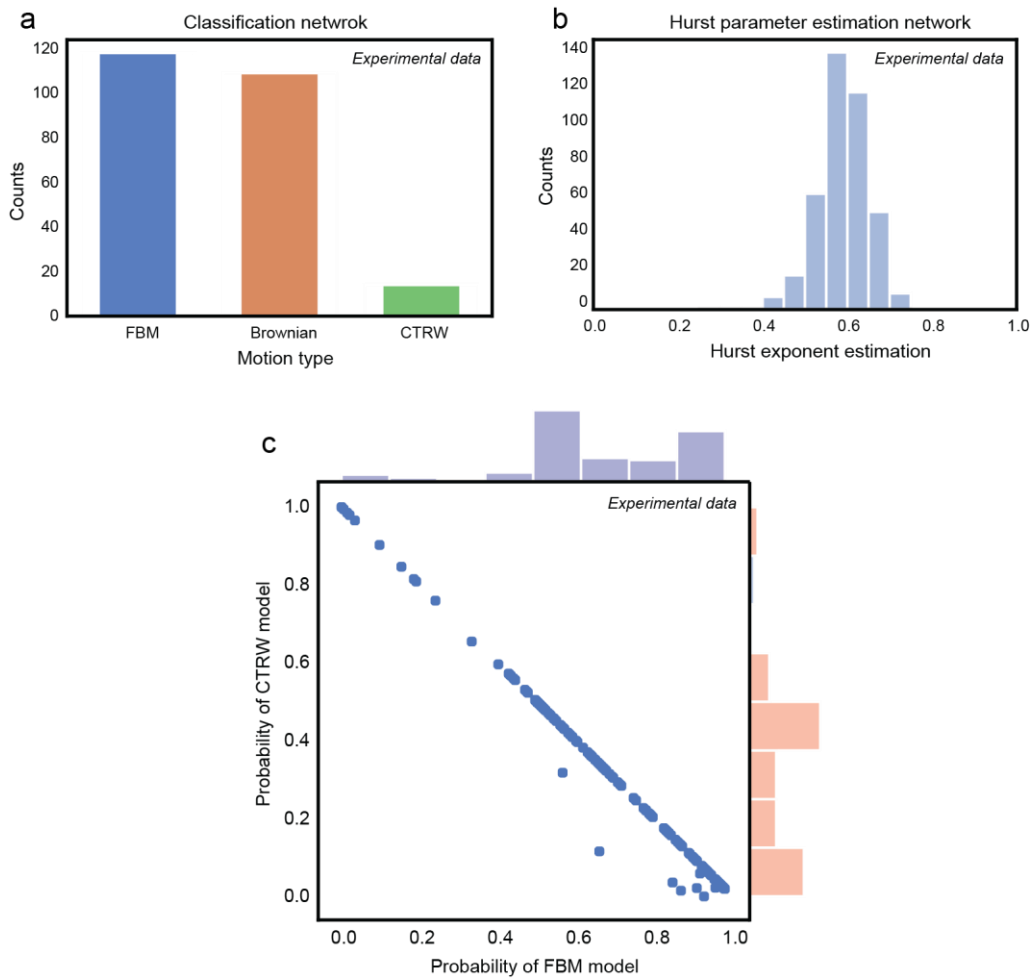 a
Classification netwrok
Experimental data
120
100
80
60
40
20
0
Counts
FBM Brownian CTRW
Motion type
b
Hurst parameter estimation network
Experimental data
140
120
100
80
60
40
20
0
Counts
0.0 0.2 0.4 0.6 0.8 1.0
Hurst exponent estimation
c
Experimental data
1.0
0.8
0.6
0.4
0.2
0.0
Probability of CTRW model
0.0 0.2 0.4 0.6 0.8 1.0
Probability of FBM model